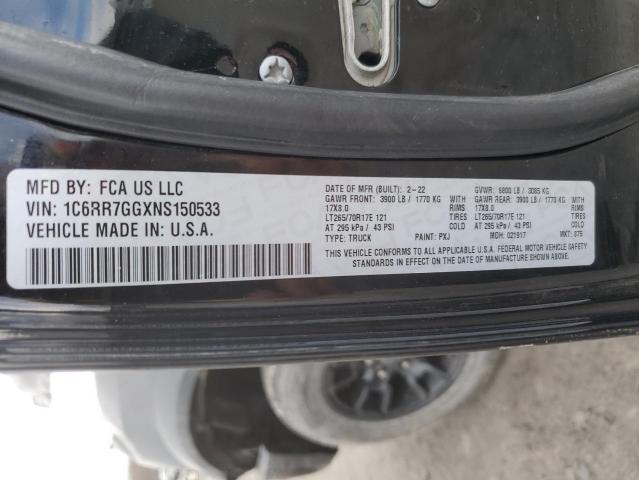 MFD BY: FCA US LLC
VIN: 1C6RR7GGXNS150533
VEHICLE MADE IN: U.S.A.
DATE OF MFR (BUILT): 2-22 GVWR: 6800 LB / 3085 KG
GAWR FRONT: 3900 LB / 1770 KG WITH GAWR REAR: 3900 LB / 1770 KG WITH
17X8.0 RIMS 17X8.0 RIMS
LT265/70R17E 121 TIRES LT265/70R17E 121 TIRES
AT 295 kPa / 43 PSI COLD AT 295 kPa / 43 PSI COLD
TYPE: TRUCK PAINT: PXJ MDH: 021917 MKT: 875
THIS VEHICLE CONFORMS TO ALL APPLICABLE U.S.A. FEDERAL MOTOR VEHICLE SAFETY
STANDARDS IN EFFECT ON THE DATE OF MANUFACTURE SHOWN ABOVE.